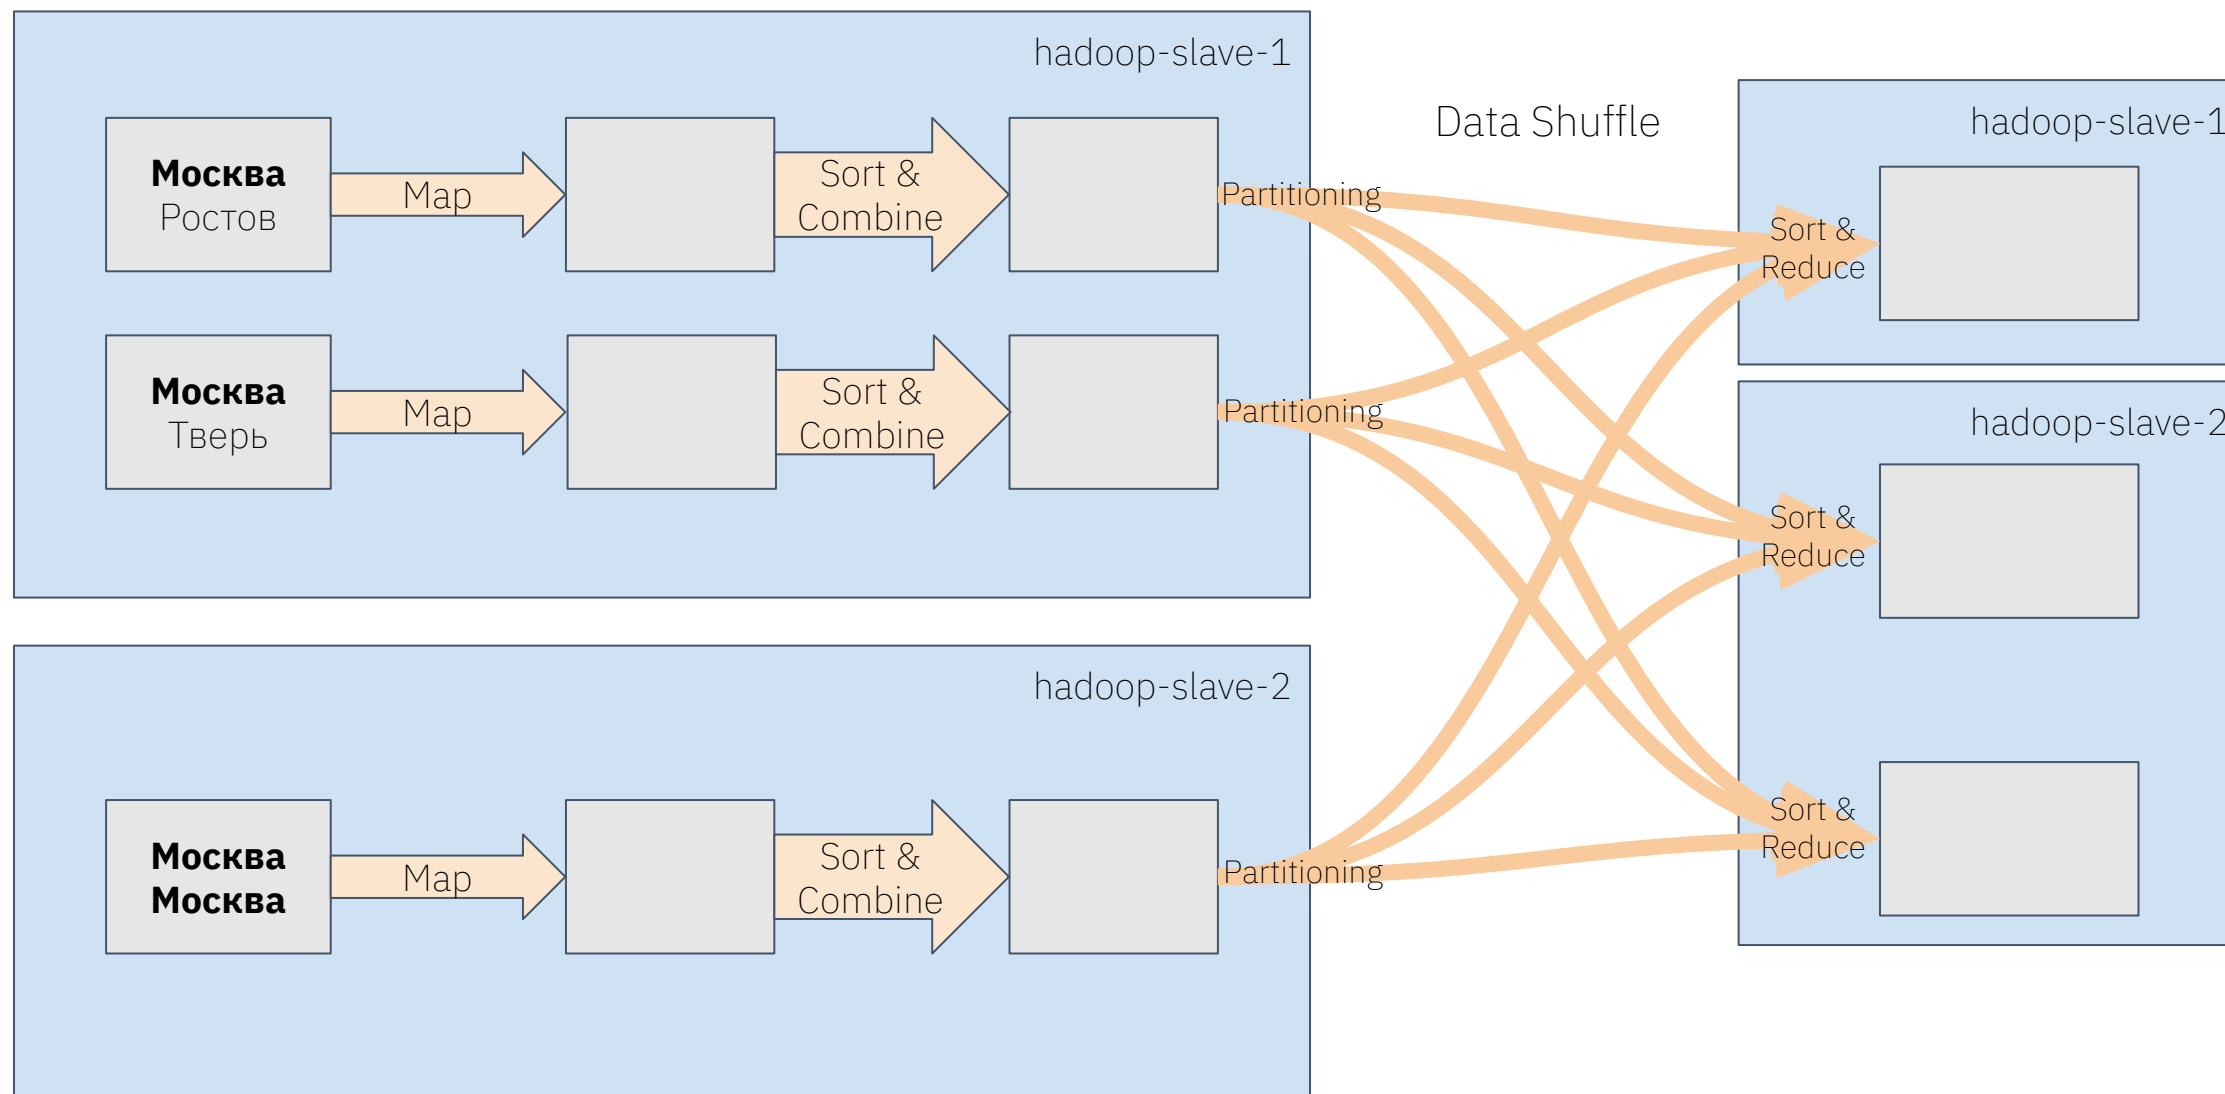 hadoop-slave-1
Москва
Ростов
Map
Sort &
Combine
Partitioning
Москва
Тверь
Map
Sort &
Combine
Partitioning
hadoop-slave-2
Москва
Москва
Map
Sort &
Combine
Partitioning
Data Shuffle
hadoop-slave-1
Sort &
Reduce
hadoop-slave-2
Sort &
Reduce
Sort &
Reduce